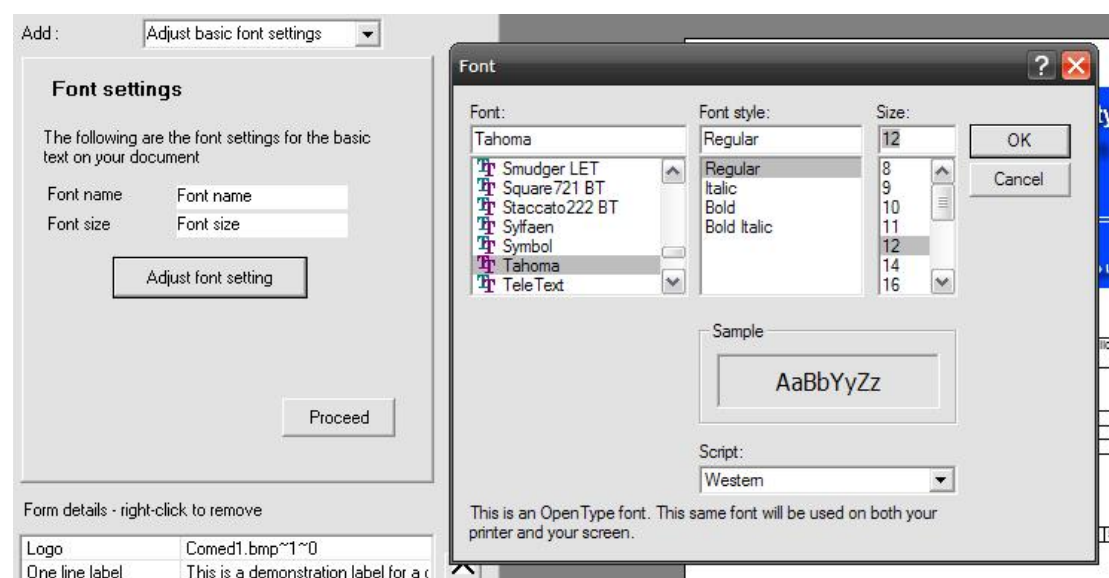 Add :
Adjust basic font settings
Font settings
The following are the font settings for the basic
text on your document
Font name
Font name
Font size
Font size
Adjust font setting
Proceed
Form details - right-click to remove
Logo
Comed1.bmp~1~0
One line label
This is a demonstration label for a
Font
?
Font:
Font style:
Size:
Tahoma
Regular
12
OK
Cancel
Smudger LET
Square721 BT
Staccato222 BT
Sylfaen
Symbol
Tahoma
TeleText
Regular
Italic
Bold
Bold Italic
8
9
10
11
12
14
16
Sample
AaBbYyZz
Script:
Western
This is an OpenType font. This same font will be used on both your
printer and your screen.